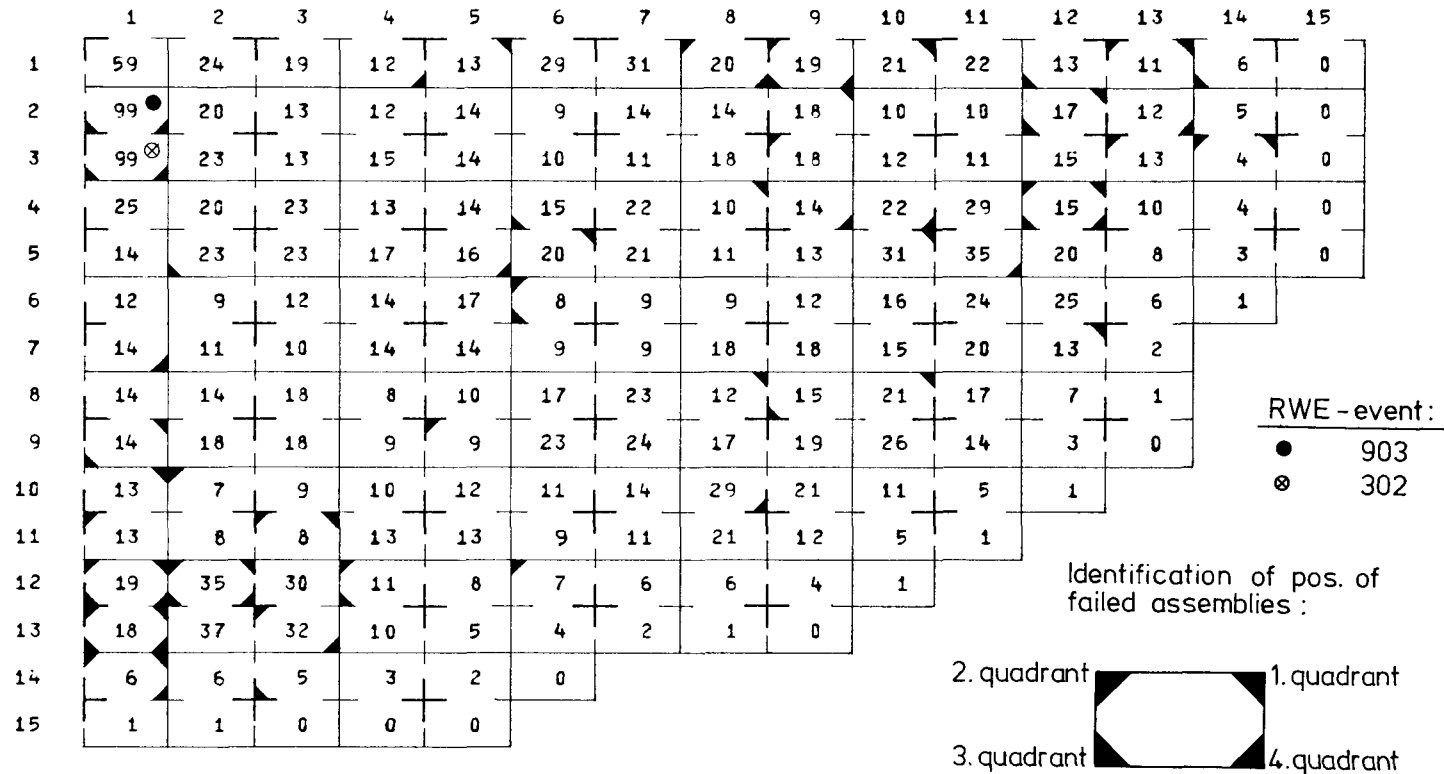 1 2 3 4 5 6 7 8 9 10 11 12 13 14 15
1 59 24 19 12 13 29 31 20 19 21 22 13 11 6 0
2 99 20 13 12 14 9 14 14 18 10 10 17 12 5 0
3 99 23 13 15 14 10 11 18 18 12 11 15 13 4 0
4 25 20 23 13 14 15 22 10 14 22 29 15 10 4 0
5 14 23 23 17 16 20 21 11 13 31 35 20 8 3 0
6 12 9 12 14 17 8 9 9 12 16 24 25 6 1
7 14 11 10 14 14 9 9 18 18 15 20 13 2
8 14 14 18 8 10 17 23 12 15 21 17 7 1
RWE-event:
9 14 18 18 9 9 23 24 17 19 26 14 3 0
● 903
10 13 7 9 10 12 11 14 29 21 11 5 1
⊗ 302
11 13 8 8 13 13 9 11 21 12 5 1
12 19 35 30 11 8 7 6 6 4 1
Identification of pos. of
failed assemblies :
13 18 37 32 10 5 4 2 1 0
14 6 6 5 3 2 0
2. quadrant 1. quadrant
15 1 1 0 0 0
3. quadrant 4. quadrant